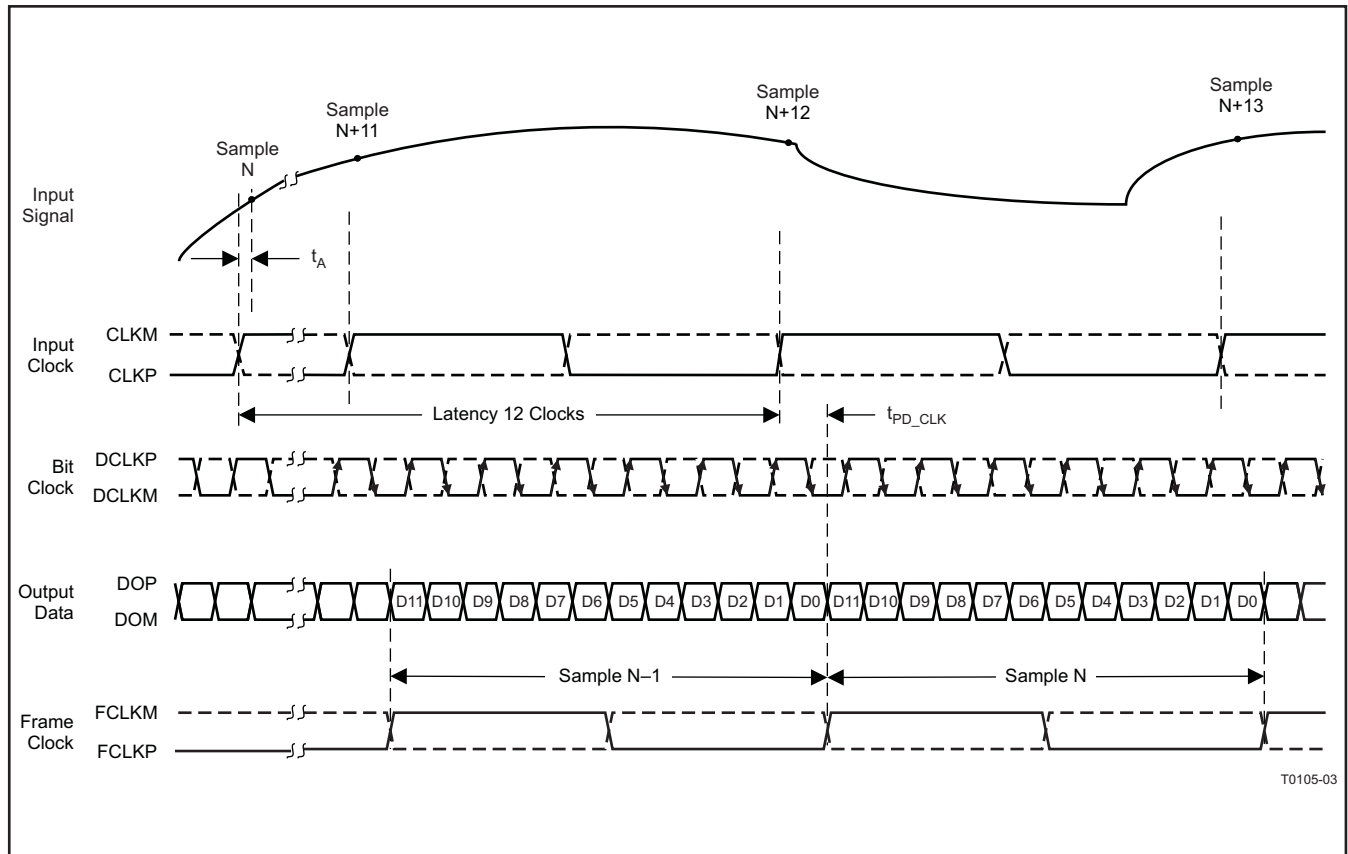 Sample
N
Sample
N+11
Sample
N+12
Sample
N+13
Input
Signal
tA
Input
Clock
CLKM
CLKP
Latency 12 Clocks
tPD_CLK
Bit
Clock
DCLKP
DCLKM
Output
Data
DOP
DOM
D11 D10 D9 D8 D7 D6 D5 D4 D3 D2 D1 D0 D11 D10 D9 D8 D7 D6 D5 D4 D3 D2 D1 D0
Sample N–1
Sample N
Frame
Clock
FCLKM
FCLKP
T0105-03